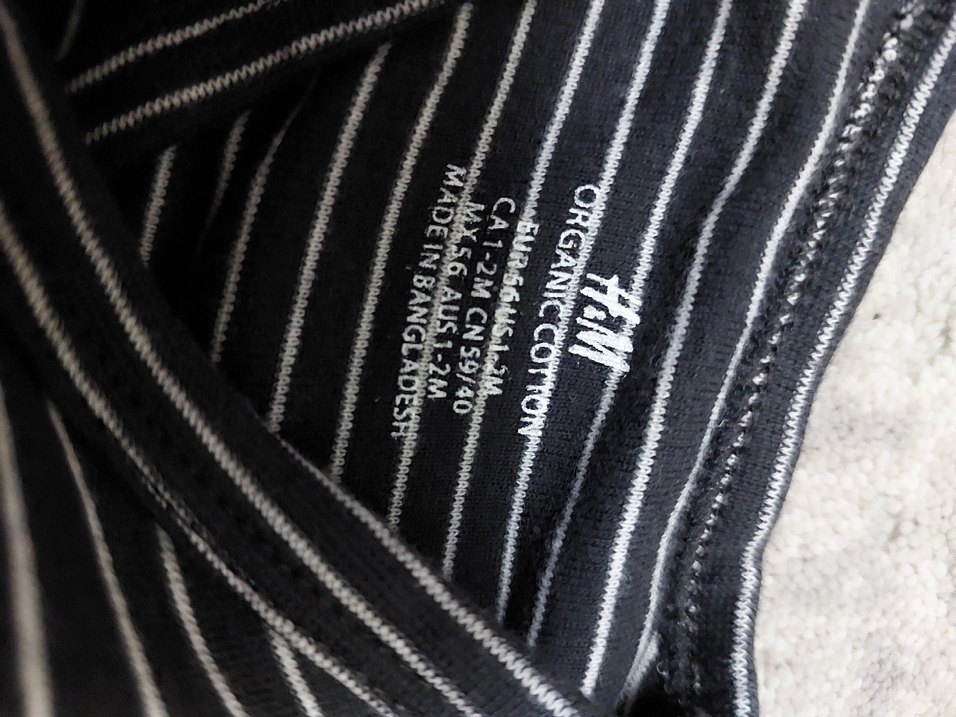 H&M
ORGANIC COTTON
EUR 56 US 1-2M
CA 1-2M CN 59/40
MX 56 AUS 1-2M
MADE IN BANGLADESH